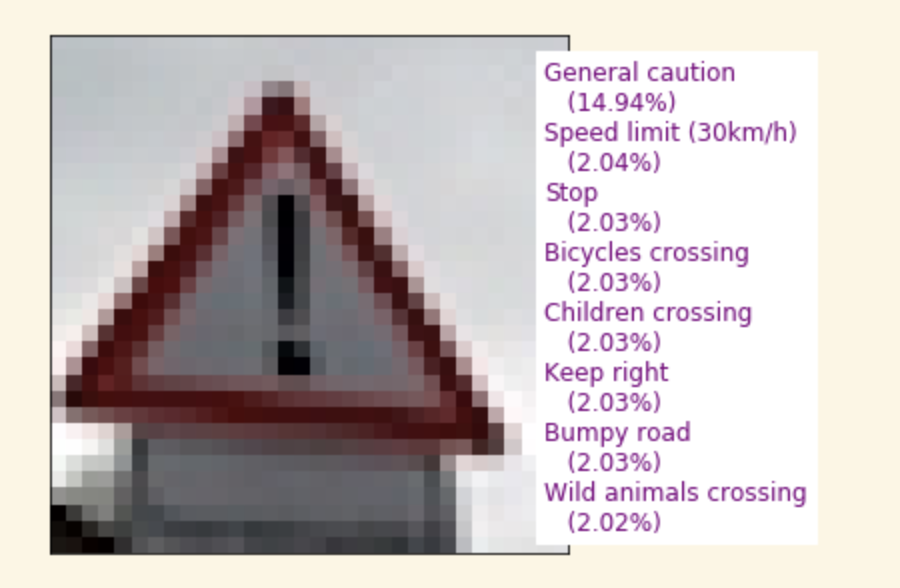 General caution
(14.94%)
Speed limit (30km/h)
(2.04%)
Stop
(2.03%)
Bicycles crossing
(2.03%)
Children crossing
(2.03%)
Keep right
(2.03%)
Bumpy road
(2.03%)
Wild animals crossing
(2.02%)